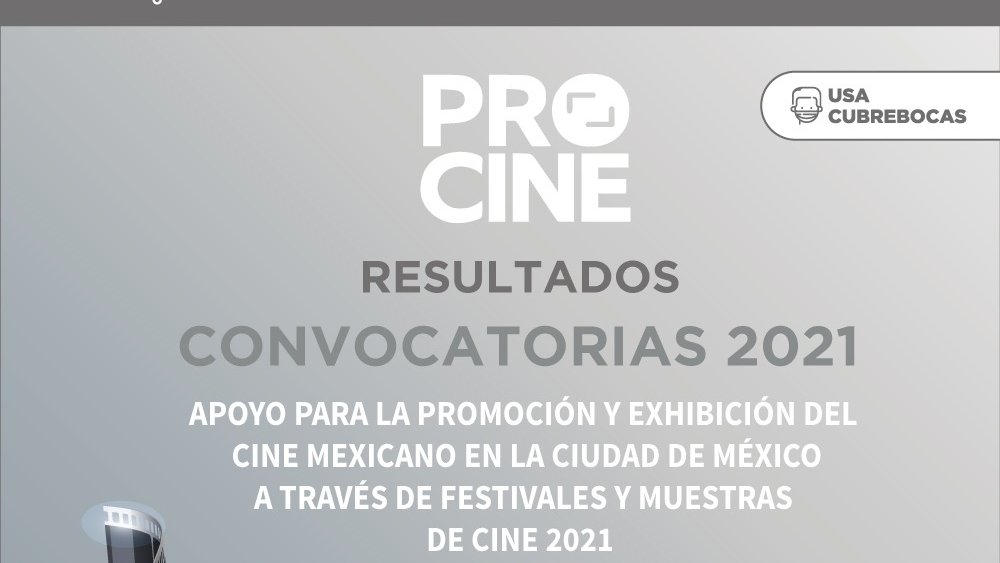 PRO
CINE
USA
CUBREBOCAS
RESULTADOS
CONVOCATORIAS 2021
APOYO PARA LA PROMOCIÓN Y EXHIBICIÓN DEL
CINE MEXICANO EN LA CIUDAD DE MÉXICO
A TRAVÉS DE FESTIVALES Y MUESTRAS
DE CINE 2021